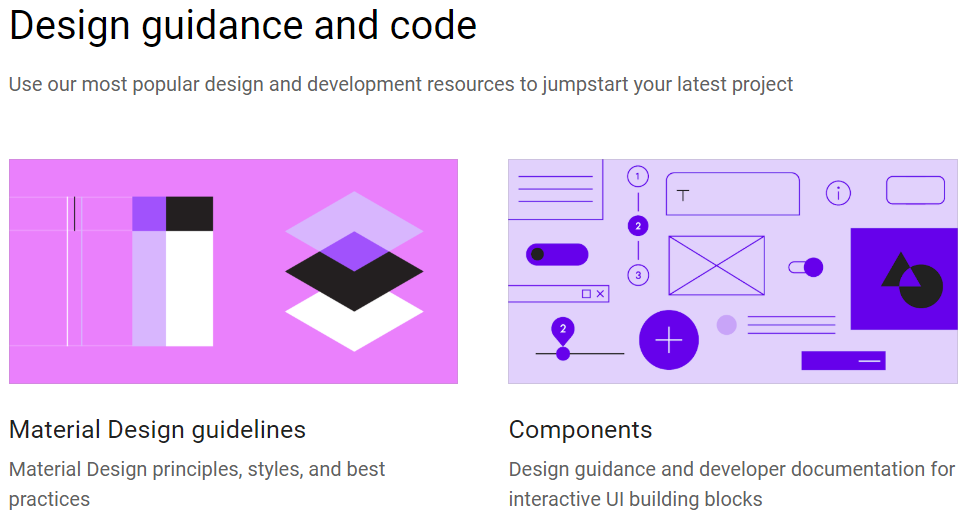 Design guidance and code
Use our most popular design and development resources to jumpstart your latest project
1
T
2
3
2
Material Design guidelines
Components
Material Design principles, styles, and best
practices
Design guidance and developer documentation for
interactive UI building blocks